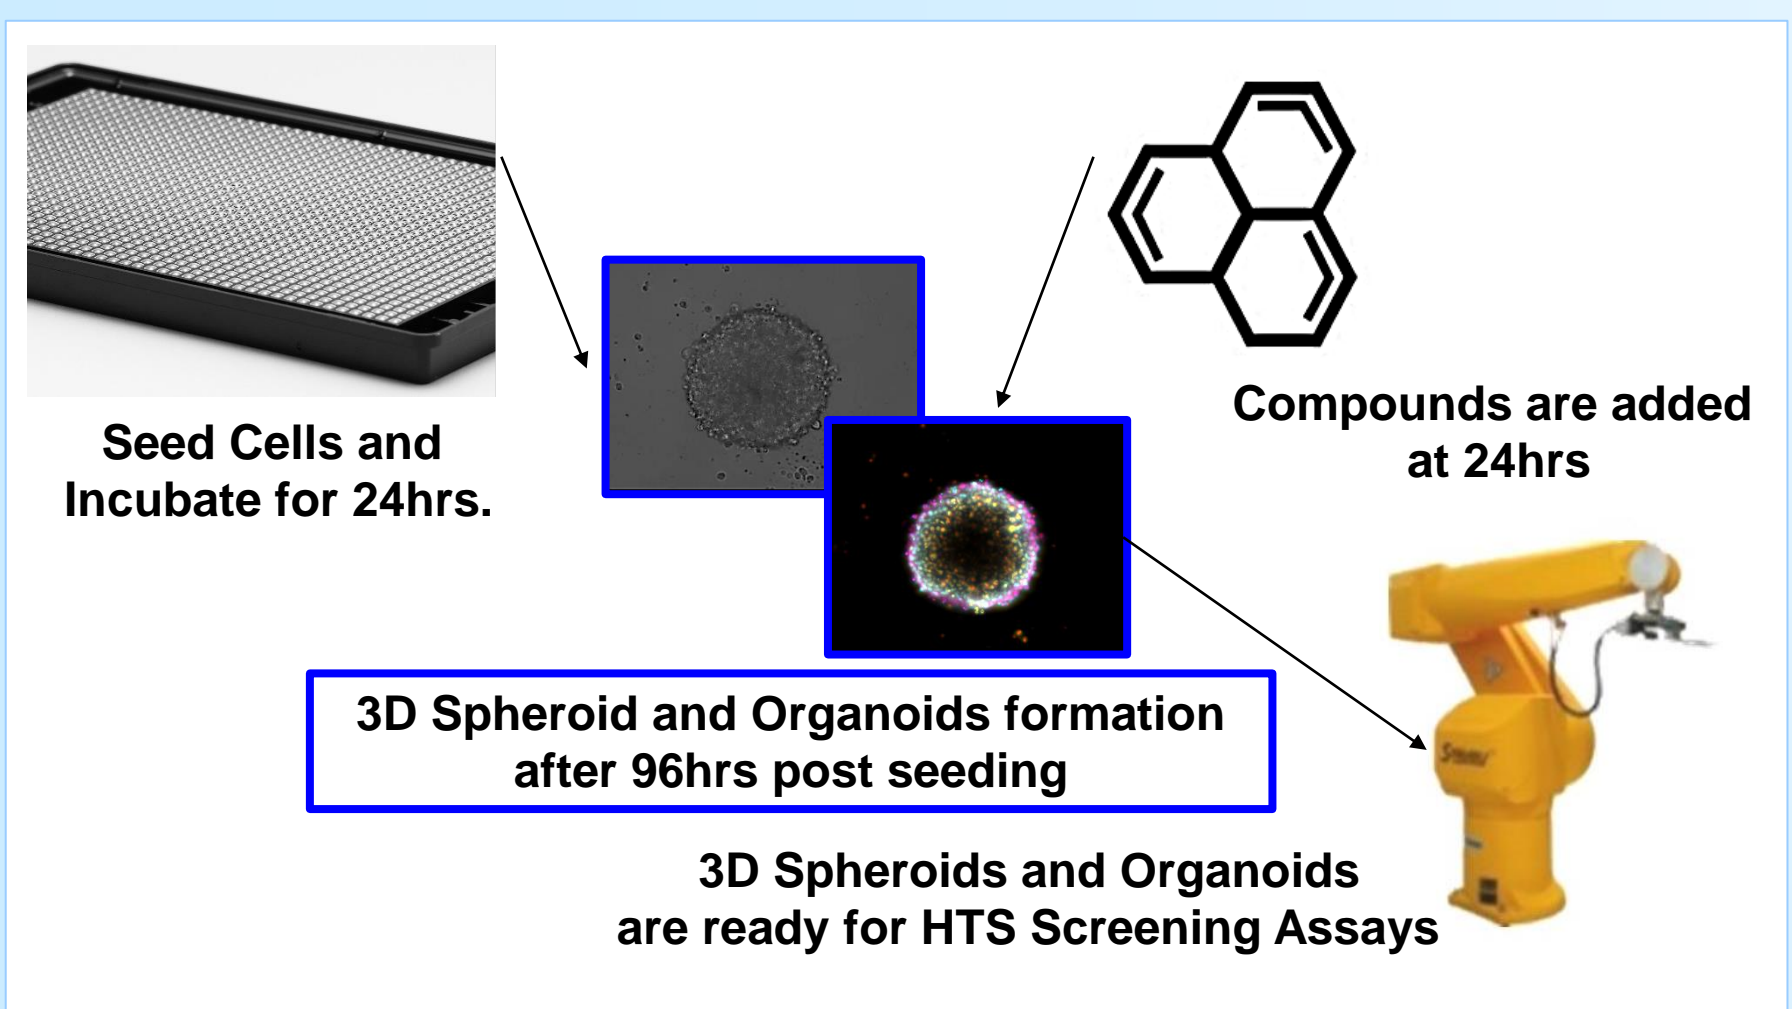 Seed Cells and
Incubate for 24hrs.
Compounds are added
at 24hrs
3D Spheroid and Organoids formation
after 96hrs post seeding
3D Spheroids and Organoids
are ready for HTS Screening Assays